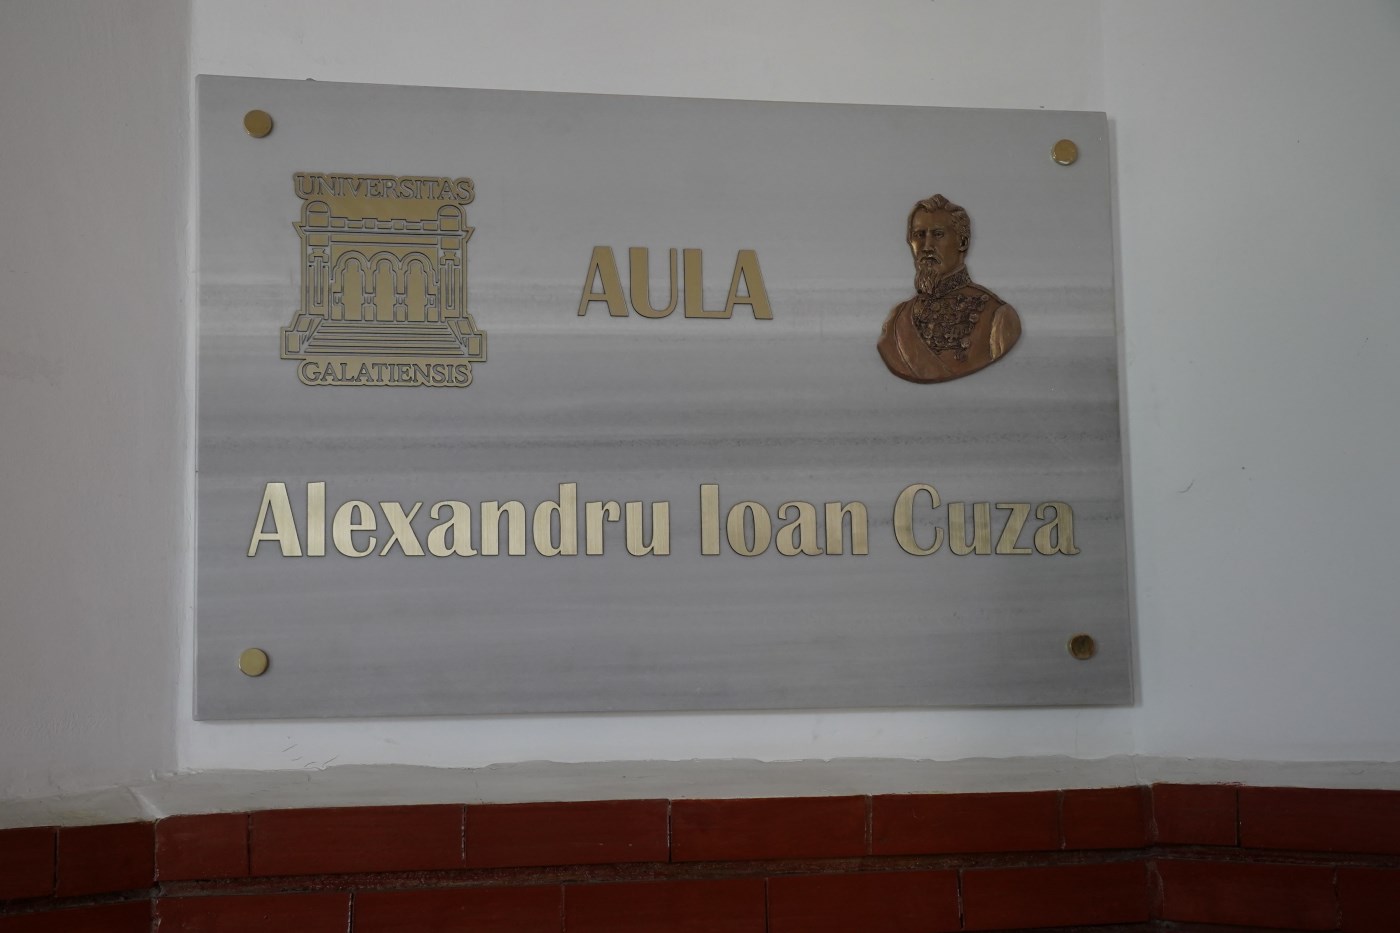 UNIVERSITAS
GALATIENSIS
AULA
Alexandru Ioan Cuza